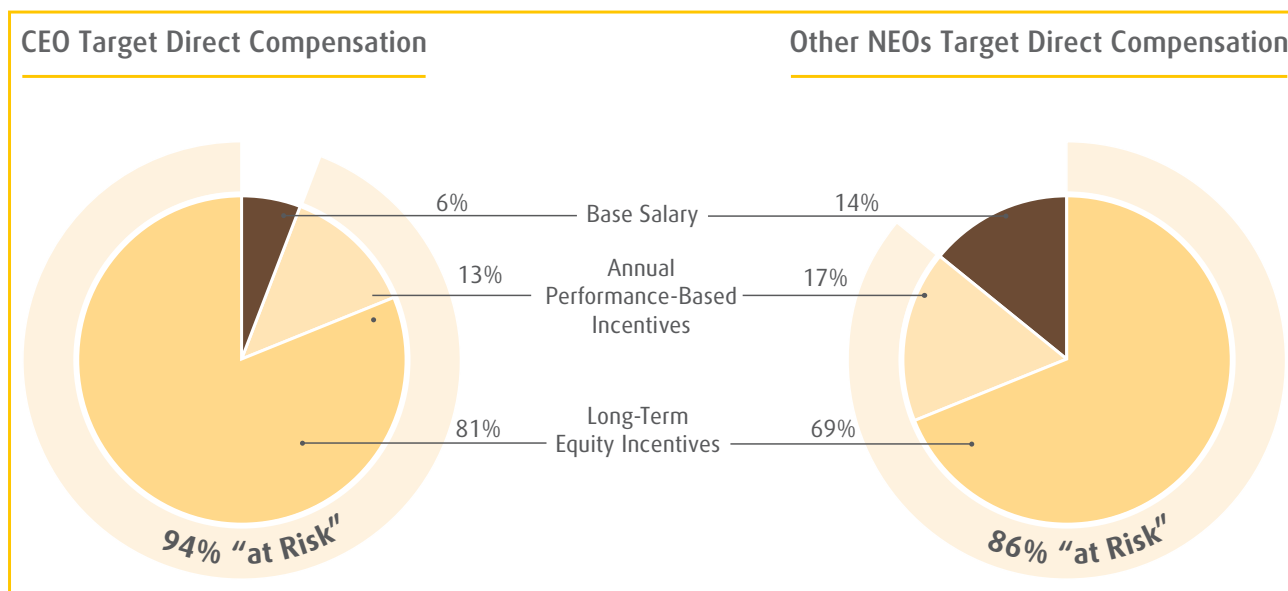 CEO Target Direct Compensation
Other NEOs Target Direct Compensation
6%
Base Salary
14%
13%
Annual
Performance-Based
Incentives
17%
81%
Long-Term
Equity Incentives
69%
94% “at Risk”
86% “at Risk”